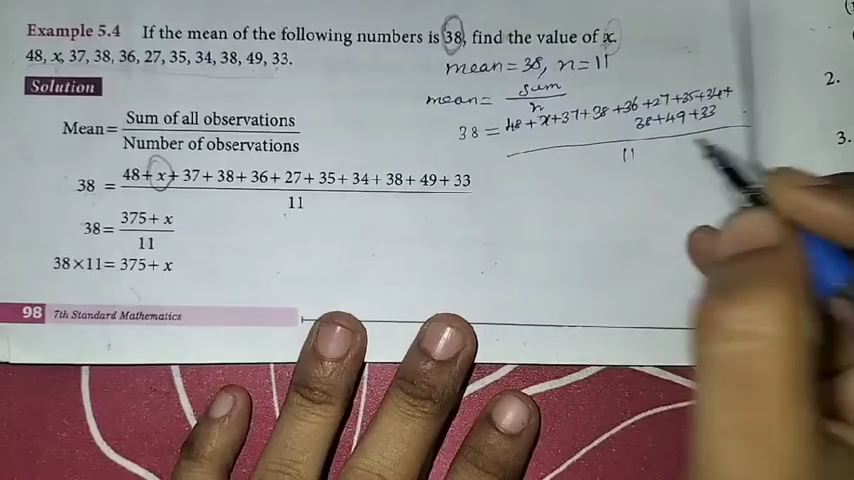 Example 5.4 If the mean of the following numbers is 38, find the value of x.
48, x, 37, 38, 36, 27, 35, 34, 38, 49, 33.
Solution
Mean = Sum of all observations / Number of observations
38 = 48 + x + 37 + 38 + 36 + 27 + 35 + 34 + 38 + 49 + 33 / 11
38 = 375 + x / 11
38 × 11 = 375 + x
mean = 38, n = 11
mean = sum / n
38 = 48 + x + 37 + 38 + 36 + 27 + 35 + 34 +
38 + 49 + 33
11
98 7th Standard Mathematics
2.
3.